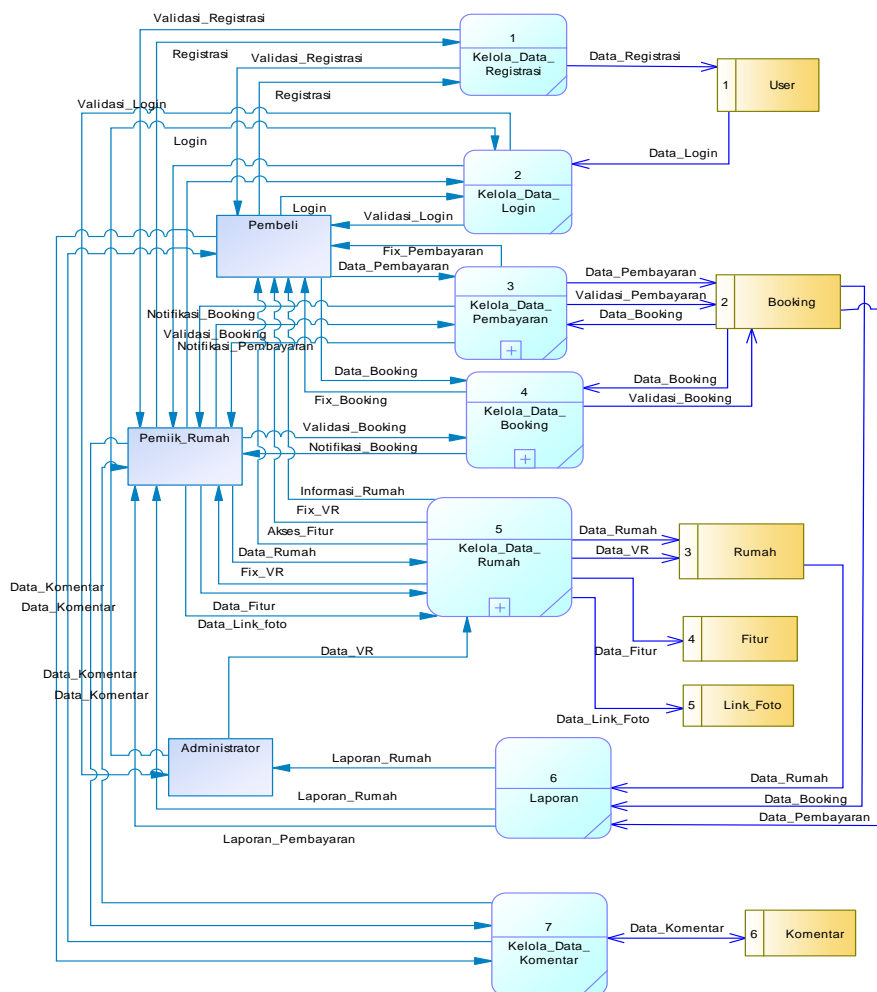 Validasi_Registrasi
Registrasi
Validasi_Registrasi
Registrasi
1
Kelola_Data_
Registrasi
Data_Registrasi
1
User
Validasi_Login
Login
Data_Login
2
Kelola_Data_
Login
Login
Validasi_Login
Pembeli
Fix_Pembayaran
Data_Pembayaran
3
Kelola_Data_
Pembayaran
Data_Pembayaran
Validasi_Pembayaran
Data_Booking
2
Booking
Notifikasi_Booking
Validasi_Booking
Notifikasi_Pembayaran
Data_Booking
Fix_Booking
4
Kelola_Data_
Booking
Data_Booking
Validasi_Booking
Pemiik_Rumah
Validasi_Booking
Notifikasi_Booking
Informasi_Rumah
Fix_VR
Akses_Fitur
Data_Rumah
Fix_VR
Data_Fitur
Data_Link_foto
5
Kelola_Data_
Rumah
Data_Rumah
Data_VR
3
Rumah
4
Fitur
Data_Fitur
5
Link_Foto
Data_Link_Foto
Data_Komentar
Data_Komentar
Data_Komentar
Data_Komentar
Data_VR
Administrator
Laporan_Rumah
Laporan_Rumah
Laporan_Pembayaran
6
Laporan
Data_Rumah
Data_Booking
Data_Pembayaran
7
Kelola_Data_
Komentar
Data_Komentar
6
Komentar